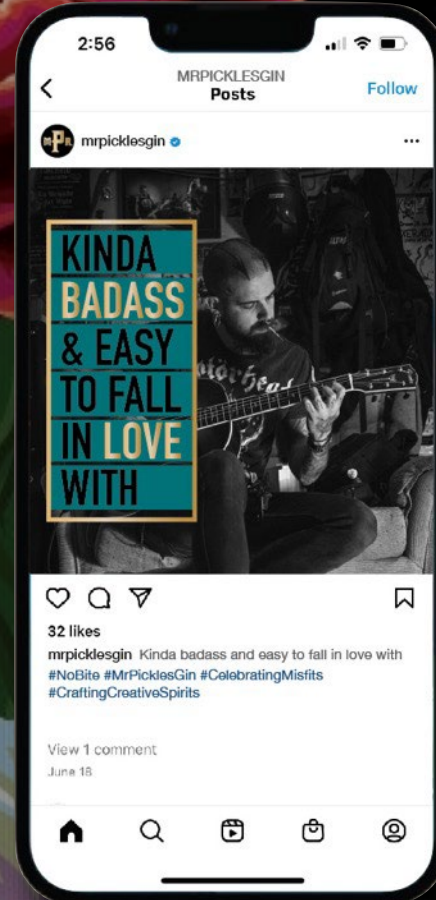 2:56
MRPICKLESGIN
Posts
Follow
mrpicklesgin
KINDA
BADASS
& EASY
TO FALL
IN LOVE
WITH
Motörhead
32 likes
mrpicklesgin Kinda badass and easy to fall in love with
#NoBite #MrPicklesGin #CelebratingMisfits
#CraftingCreativeSpirits
View 1 comment
June 18